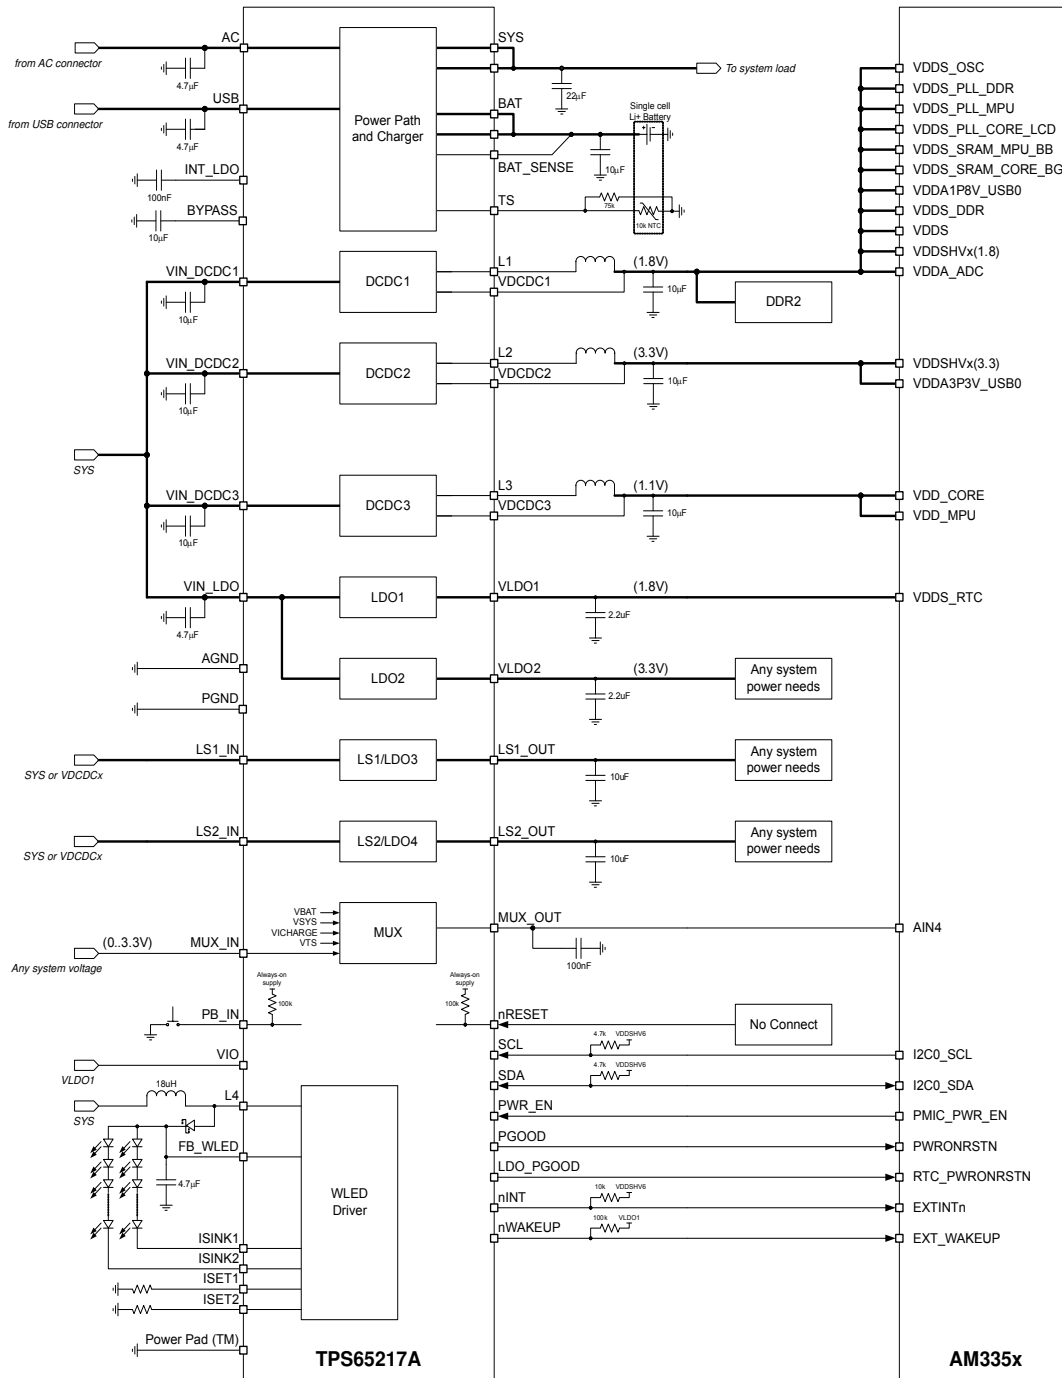 AC
SYS
from AC connector
4.7µF
22µF
To system load
USB
BAT
from USB connector
4.7µF
Power Path
and Charger
Single cell
Li+ Battery
10µF
BAT_SENSE
INT_LDO
100nF
TS
75k
10k NTC
BYPASS
10µF
VDDS_OSC
VDDS_PLL_DDR
VDDS_PLL_MPU
VDDS_PLL_CORE_LCD
VDDS_SRAM_MPU_BB
VDDS_SRAM_CORE_BG
VDDA1P8V_USB0
VDDS_DDR
VDDS
VDDSHVx(1.8)
VDDA_ADC
VIN_DCDC1
10µF
DCDC1
L1
(1.8V)
VDCDC1
10µF
DDR2
VIN_DCDC2
10µF
DCDC2
L2
(3.3V)
VDCDC2
10µF
VDDSHVx(3.3)
VDDA3P3V_USB0
SYS
VIN_DCDC3
10µF
DCDC3
L3
(1.1V)
VDCDC3
10µF
VDD_CORE
VDD_MPU
VIN_LDO
4.7µF
LDO1
VLDO1
(1.8V)
2.2uF
VDDS_RTC
AGND
LDO2
VLDO2
(3.3V)
2.2uF
Any system
power needs
PGND
LS1_IN
SYS or VDCDCx
LS1/LDO3
LS1_OUT
10uF
Any system
power needs
LS2_IN
SYS or VDCDCx
LS2/LDO4
LS2_OUT
10uF
Any system
power needs
VBAT
VSYS
VICHARGE
VTS
MUX
MUX_OUT
100nF
AIN4
(0..3.3V)
MUX_IN
Any system voltage
Always-on
supply
100k
Always-on
supply
100k
PB_IN
nRESET
No Connect
VIO
VLDO1
SCL
4.7k
VDDSHV6
I2C0_SCL
SDA
4.7k
VDDSHV6
I2C0_SDA
18uH
SYS
L4
PWR_EN
PMIC_PWR_EN
FB_WLED
4.7µF
PGOOD
PWRONRSTN
LDO_PGOOD
RTC_PWRONRSTN
WLED
Driver
nINT
10k
VDDSHV6
EXTINTn
nWAKEUP
100k
VLDO1
EXT_WAKEUP
ISINK1
ISINK2
ISET1
ISET2
Power Pad (TM)
TPS65217A
AM335x